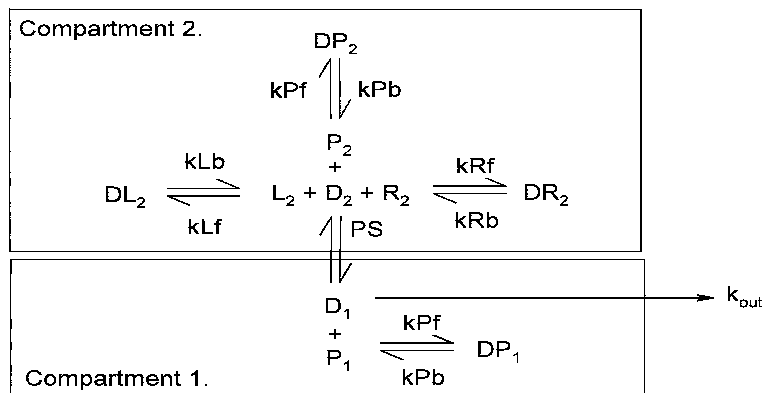 Compartment 2.
DP₂
kPf kPb
P₂
+
kLb kRf
DL₂ L₂ + D₂ + R₂ DR₂
kLf kRb
PS
D₁ k_out
+ kPf
P₁ DP₁
kPb
Compartment 1.